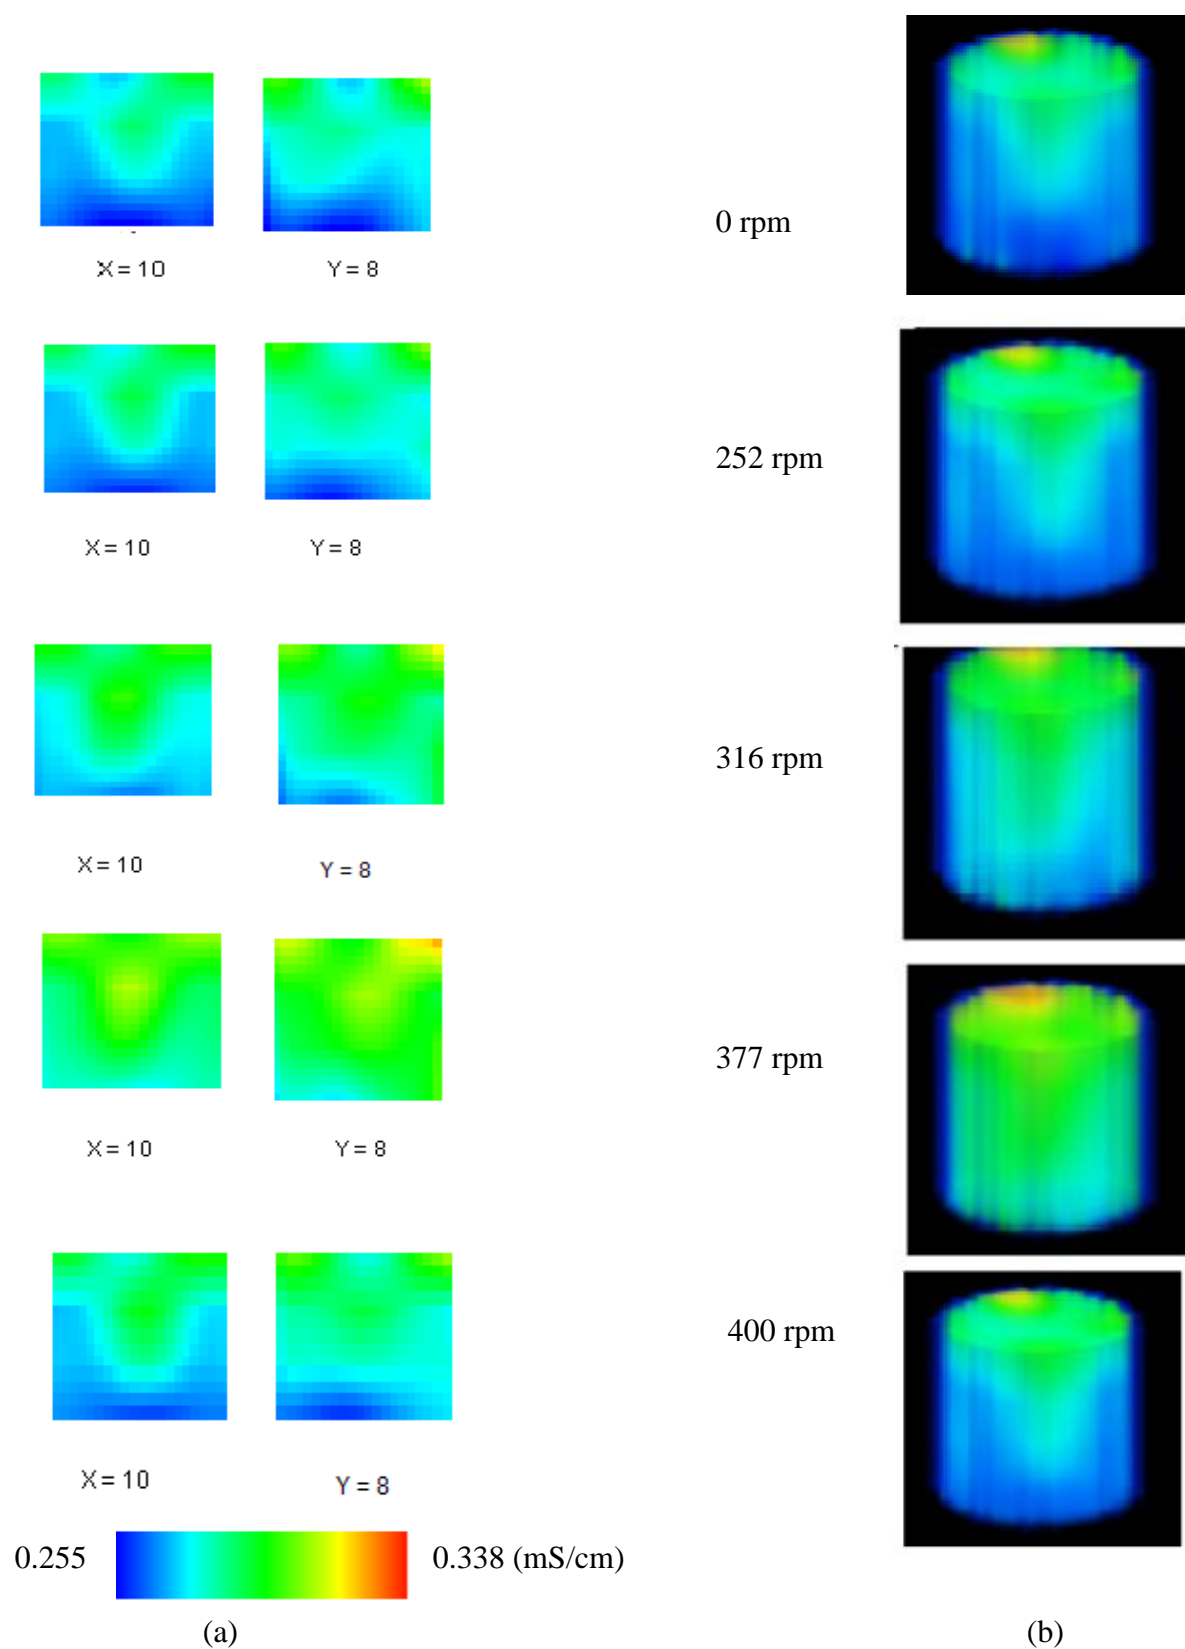 X = 10 Y = 8
0 rpm
X = 10 Y = 8
252 rpm
X = 10 Y = 8
316 rpm
X = 10 Y = 8
377 rpm
X = 10 Y = 8
400 rpm
0.255 0.338 (mS/cm)
(a) (b)